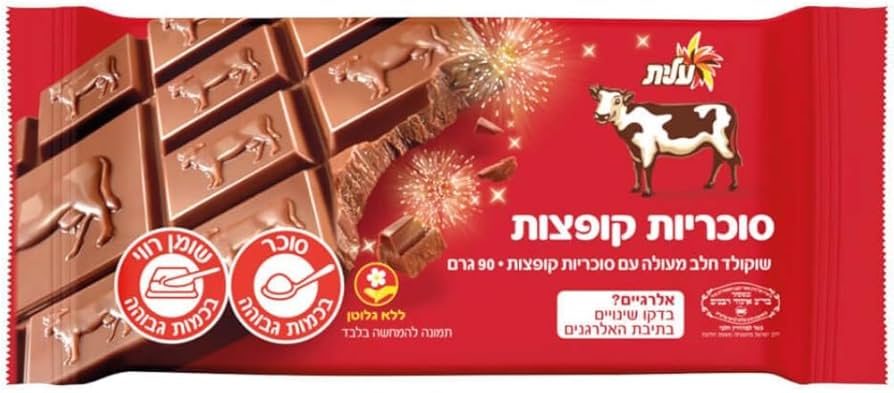 עלית
סוכריות קופצות
שוקולד חלב מעולה עם סוכריות קופצות • 90 גרם
סוכר
בכמות גבוהה
שומן רווי
בכמות גבוהה
ללא גלוטן
תמונה להמחשה בלבד
אלרגיים?
בדקו שינויים
בתיבת האלרגנים